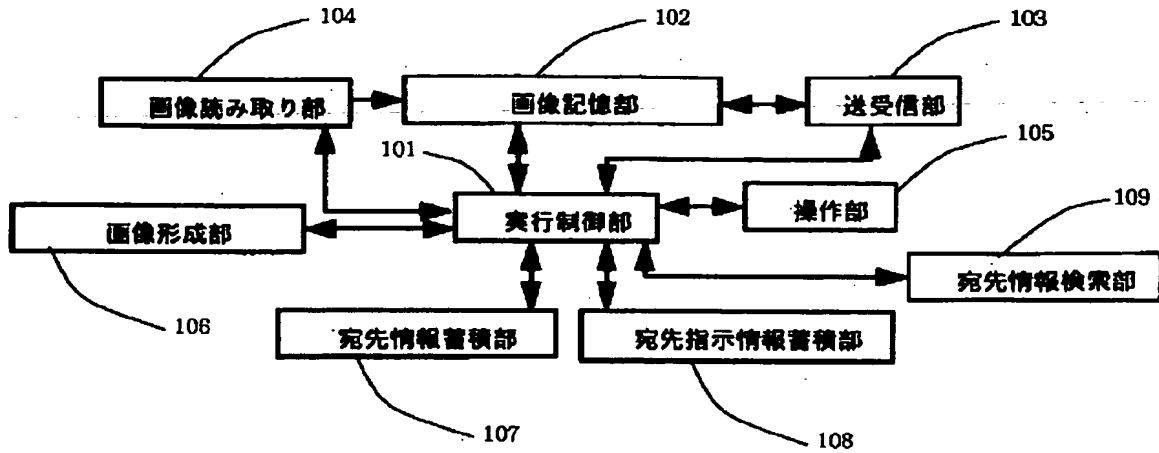 104
102
103
画像読み取り部
画像記憶部
送受信部
101
105
実行制御部
操作部
109
画像形成部
宛先情報検索部
106
宛先情報蓄積部
宛先指示情報蓄積部
107
108